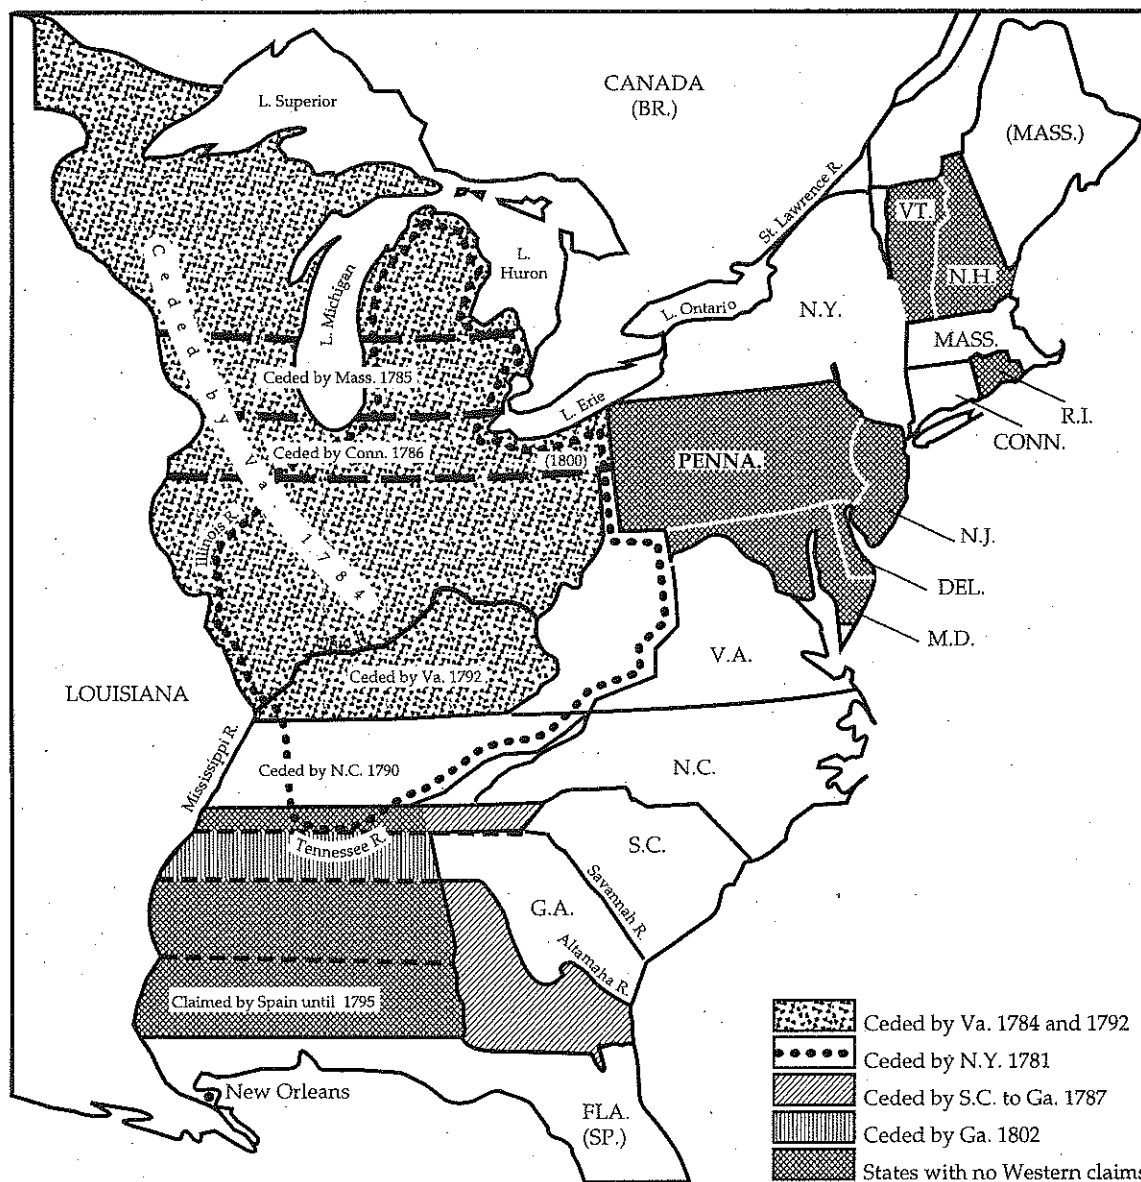 CANADA
(BR.)
L. Superior
(MASS.)
St. Lawrence R.
VT.
N.H.
L. Huron
L. Michigan
L. Ontario
N.Y.
MASS.
Ceded by Va. 1784
Ceded by Mass. 1785
L. Erie
R.I.
CONN.
Ceded by Conn. 1786
(1800)
PENNA.
Illinois R.
N.J.
DEL.
M.D.
Ohio R.
V.A.
LOUISIANA
Ceded by Va. 1792
Mississippi R.
Ceded by N.C. 1790
N.C.
Tennessee R.
S.C.
Savannah R.
G.A.
Altamaha R.
Claimed by Spain until 1795
New Orleans
FLA.
(SP.)
Ceded by Va. 1784 and 1792
Ceded by N.Y. 1781
Ceded by S.C. to Ga. 1787
Ceded by Ga. 1802
States with no Western claims